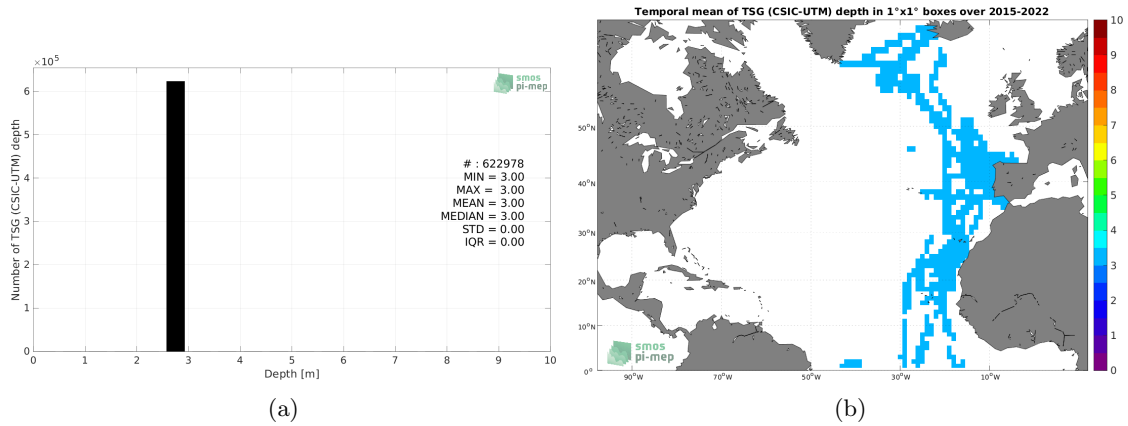 Temporal mean of TSG (CSIC-UTM) depth in 1°x1° boxes over 2015-2022
×10⁵
6
5
4
3
2
1
0
Number of TSG (CSIC-UTM) depth
smos
pi-mep
# : 622978
MIN = 3.00
MAX = 3.00
MEAN = 3.00
MEDIAN = 3.00
STD = 0.00
IQR = 0.00
0 1 2 3 4 5 6 7 8 9 10
Depth [m]
(a)
50°N
40°N
30°N
20°N
10°N
0°
90°W 70°W 50°W 30°W 10°W
smos
pi-mep
10
9
8
7
6
5
4
3
2
1
0
(b)